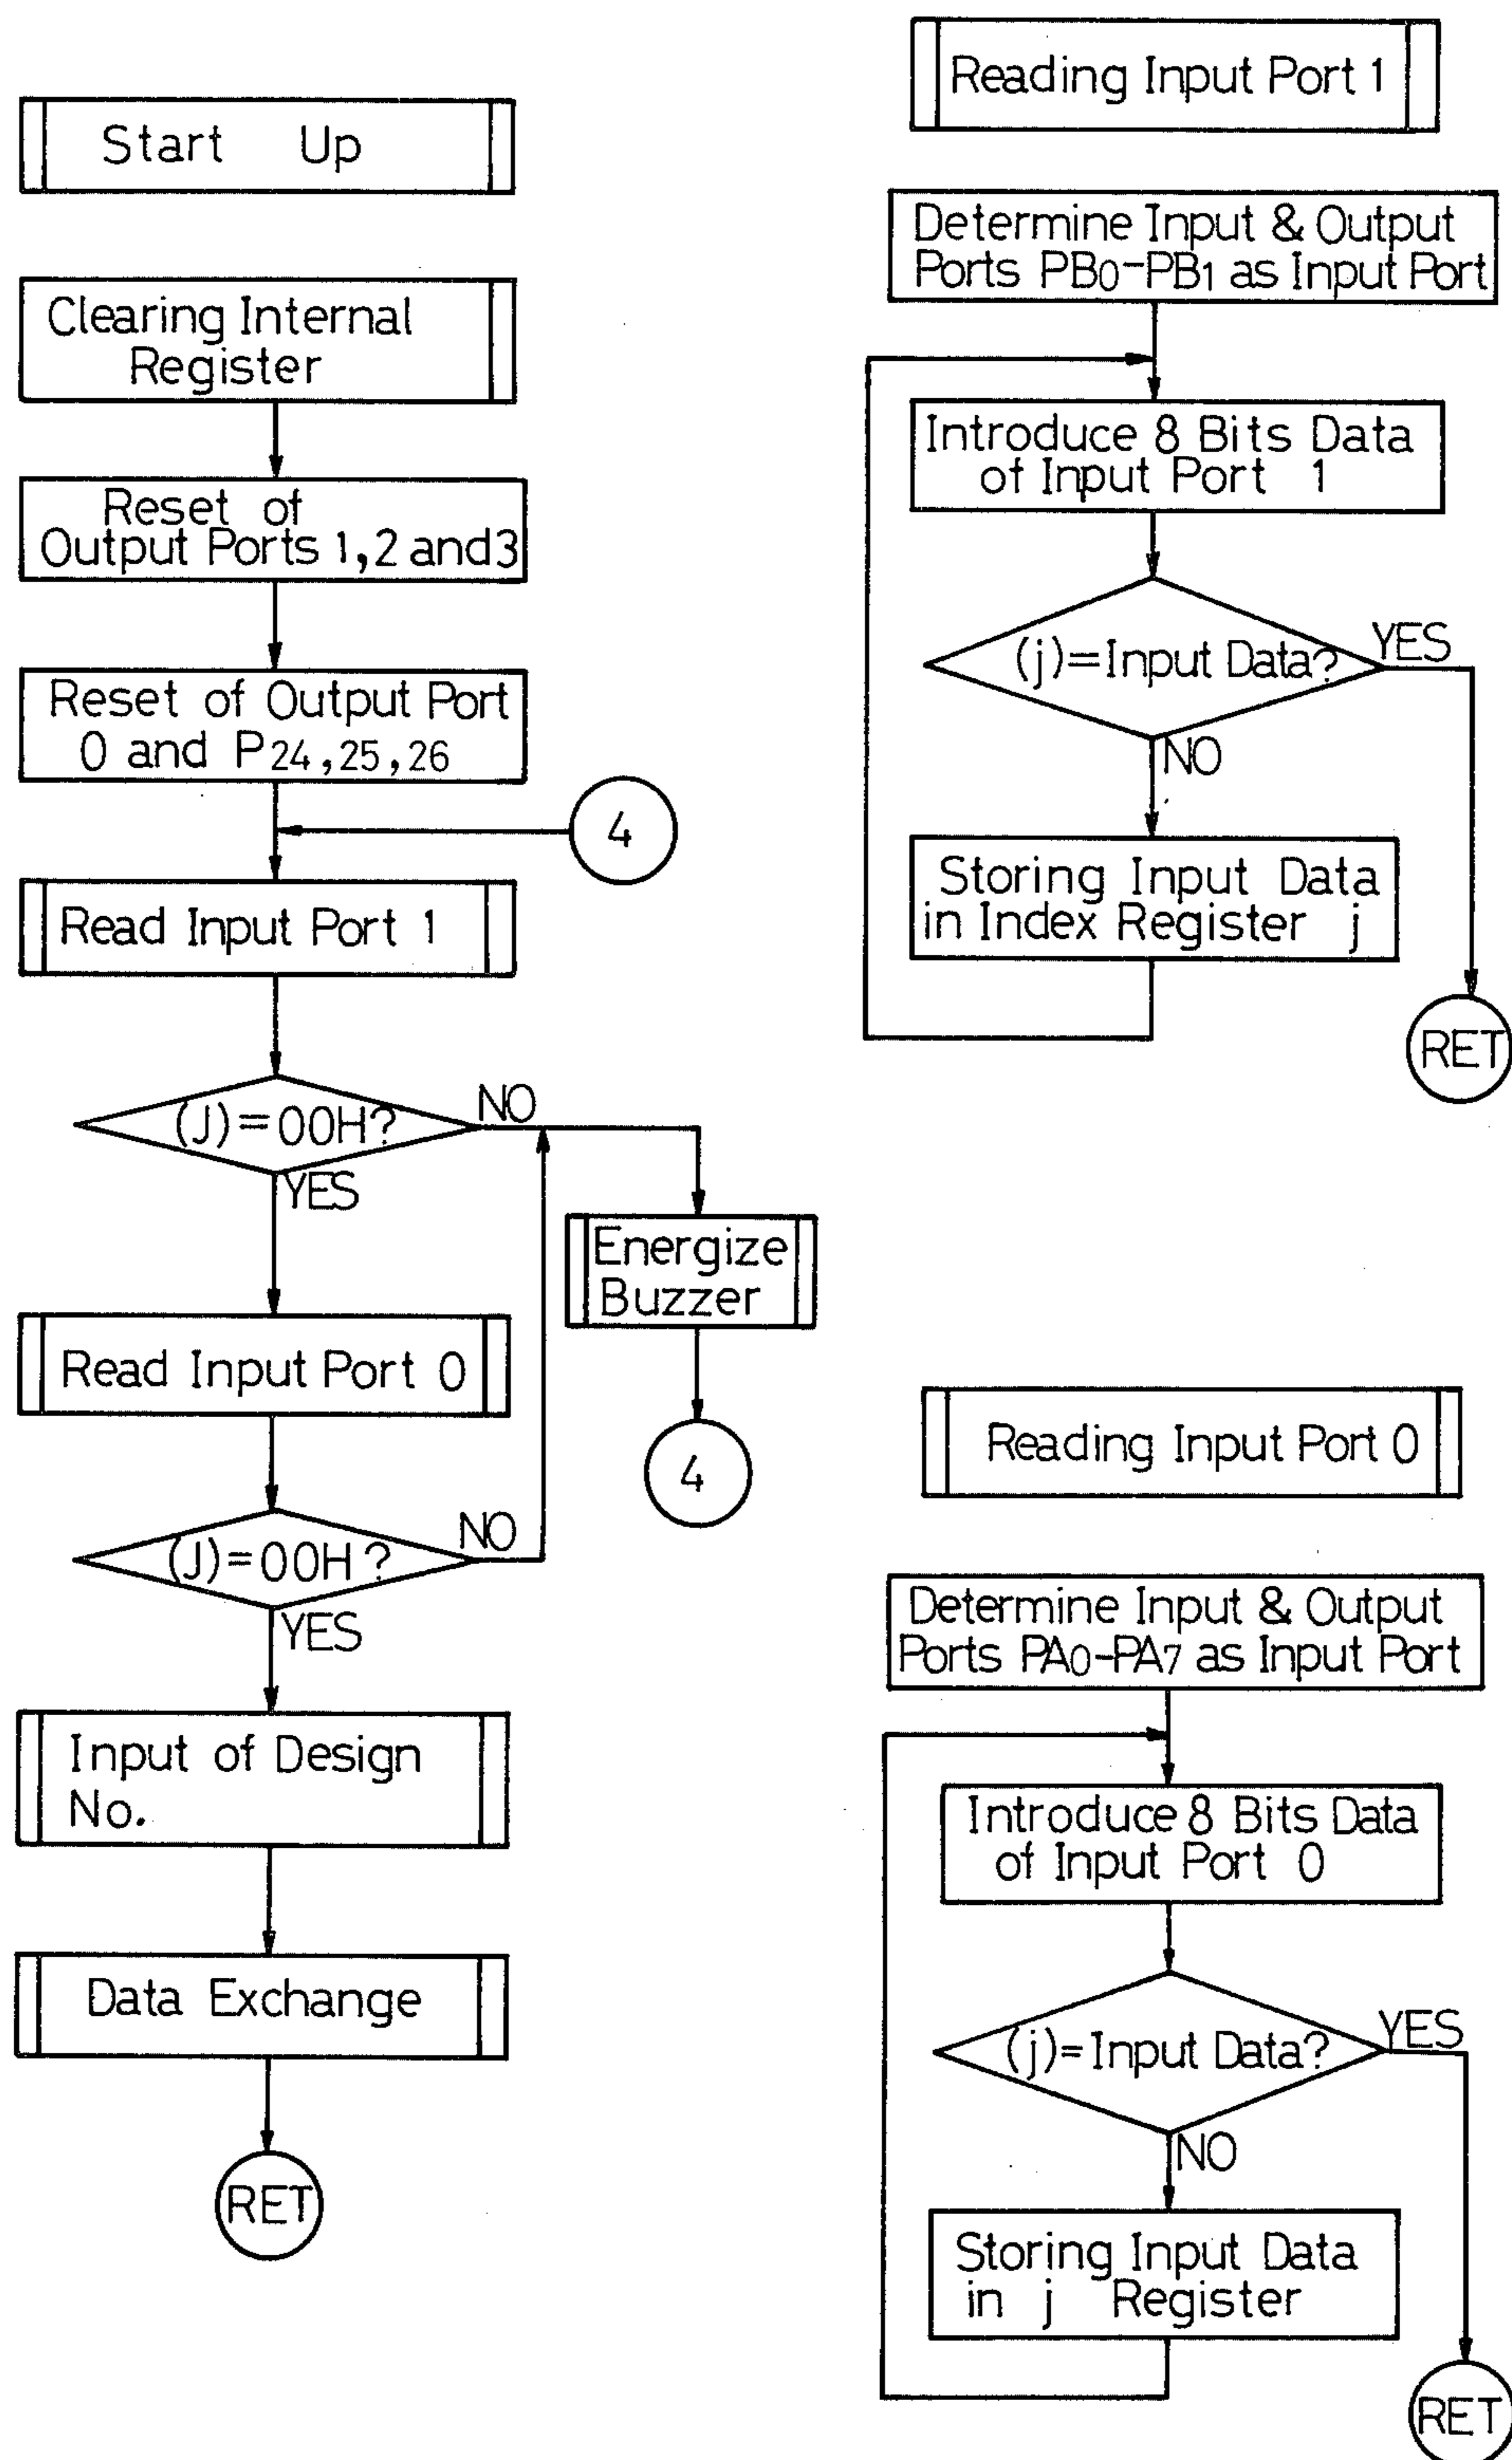 Start Up
Clearing Internal
Register
Reset of
Output Ports 1,2 and 3
Reset of Output Port
0 and P24,25,26
4
Read Input Port 1
(J)=00H?
NO
YES
Energize
Buzzer
4
Read Input Port 0
(J)=00H?
NO
YES
Input of Design
No.
Data Exchange
RET
Reading Input Port 1
Determine Input & Output
Ports PB0-PB1 as Input Port
Introduce 8 Bits Data
of Input Port 1
(j)=Input Data?
YES
NO
Storing Input Data
in Index Register j
RET
Reading Input Port 0
Determine Input & Output
Ports PA0-PA7 as Input Port
Introduce 8 Bits Data
of Input Port 0
(j)=Input Data?
YES
NO
Storing Input Data
in j Register
RET